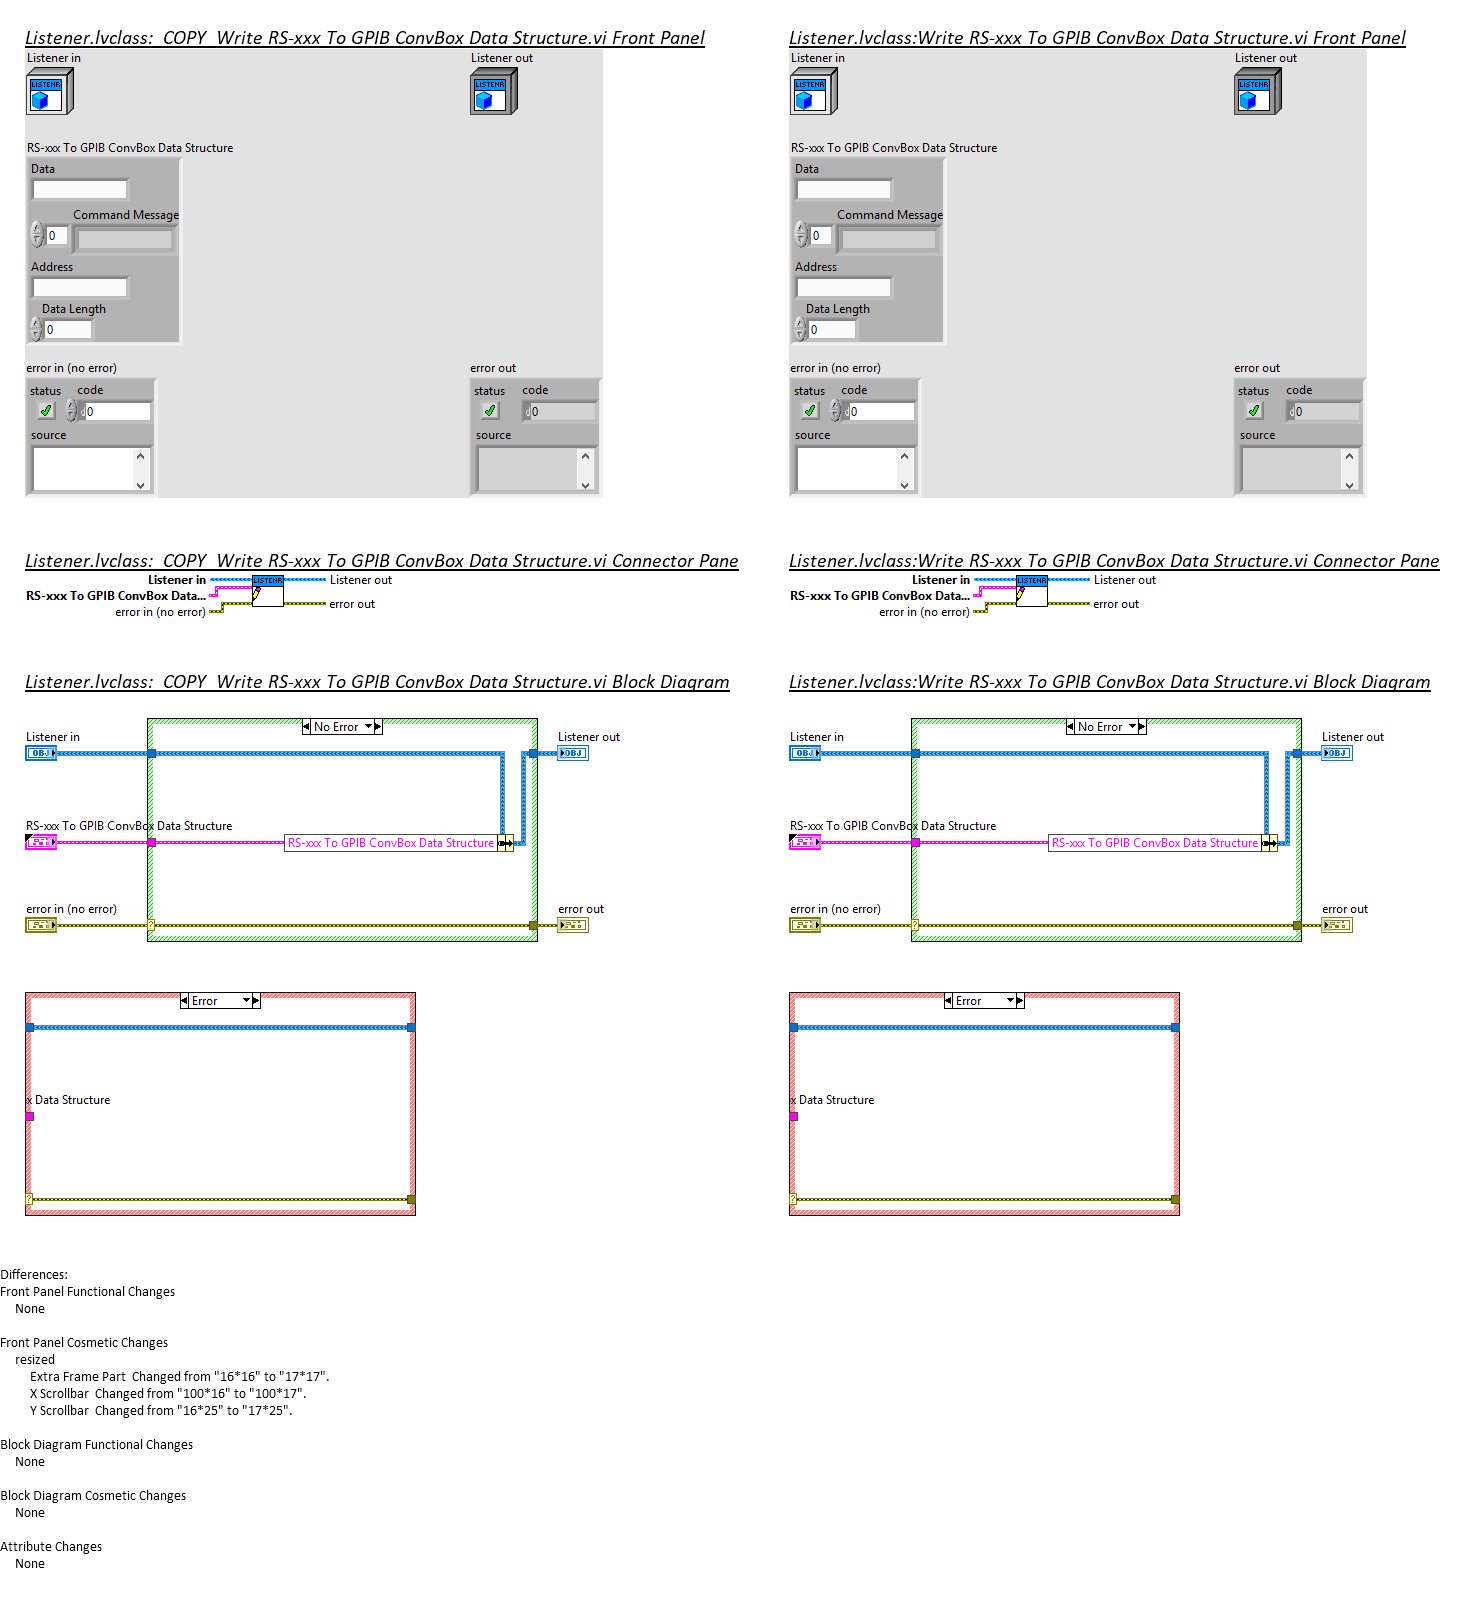 Listener.lvclass:  COPY  Write RS-xxx To GPIB ConvBox Data Structure.vi Front Panel
Listener in
Listener out
LISTENR
LISTENR
RS-xxx To GPIB ConvBox Data Structure
Data
Command Message
0
Address
Data Length
0
error in (no error)
error out
status code
status code
d0
d0
source
source
Listener.lvclass:Write RS-xxx To GPIB ConvBox Data Structure.vi Front Panel
Listener in
Listener out
LISTENR
LISTENR
RS-xxx To GPIB ConvBox Data Structure
Data
Command Message
0
Address
Data Length
0
error in (no error)
error out
status code
status code
d0
d0
source
source
Listener.lvclass:  COPY  Write RS-xxx To GPIB ConvBox Data Structure.vi Connector Pane
Listener in
LISTENR
Listener out
RS-xxx To GPIB ConvBox Data...
error in (no error)
error out
Listener.lvclass:Write RS-xxx To GPIB ConvBox Data Structure.vi Connector Pane
Listener in
LISTENR
Listener out
RS-xxx To GPIB ConvBox Data...
error in (no error)
error out
Listener.lvclass:  COPY  Write RS-xxx To GPIB ConvBox Data Structure.vi Block Diagram
No Error
Listener in
OBJ
Listener out
OBJ
RS-xxx To GPIB ConvBox Data Structure
RS-xxx To GPIB ConvBox Data Structure
error in (no error)
?
error out
Error
x Data Structure
?
Listener.lvclass:Write RS-xxx To GPIB ConvBox Data Structure.vi Block Diagram
No Error
Listener in
OBJ
Listener out
OBJ
RS-xxx To GPIB ConvBox Data Structure
RS-xxx To GPIB ConvBox Data Structure
error in (no error)
?
error out
Error
x Data Structure
?
Differences:
Front Panel Functional Changes
None
Front Panel Cosmetic Changes
resized
Extra Frame Part  Changed from "16*16" to "17*17".
X Scrollbar  Changed from "100*16" to "100*17".
Y Scrollbar  Changed from "16*25" to "17*25".
Block Diagram Functional Changes
None
Block Diagram Cosmetic Changes
None
Attribute Changes
None